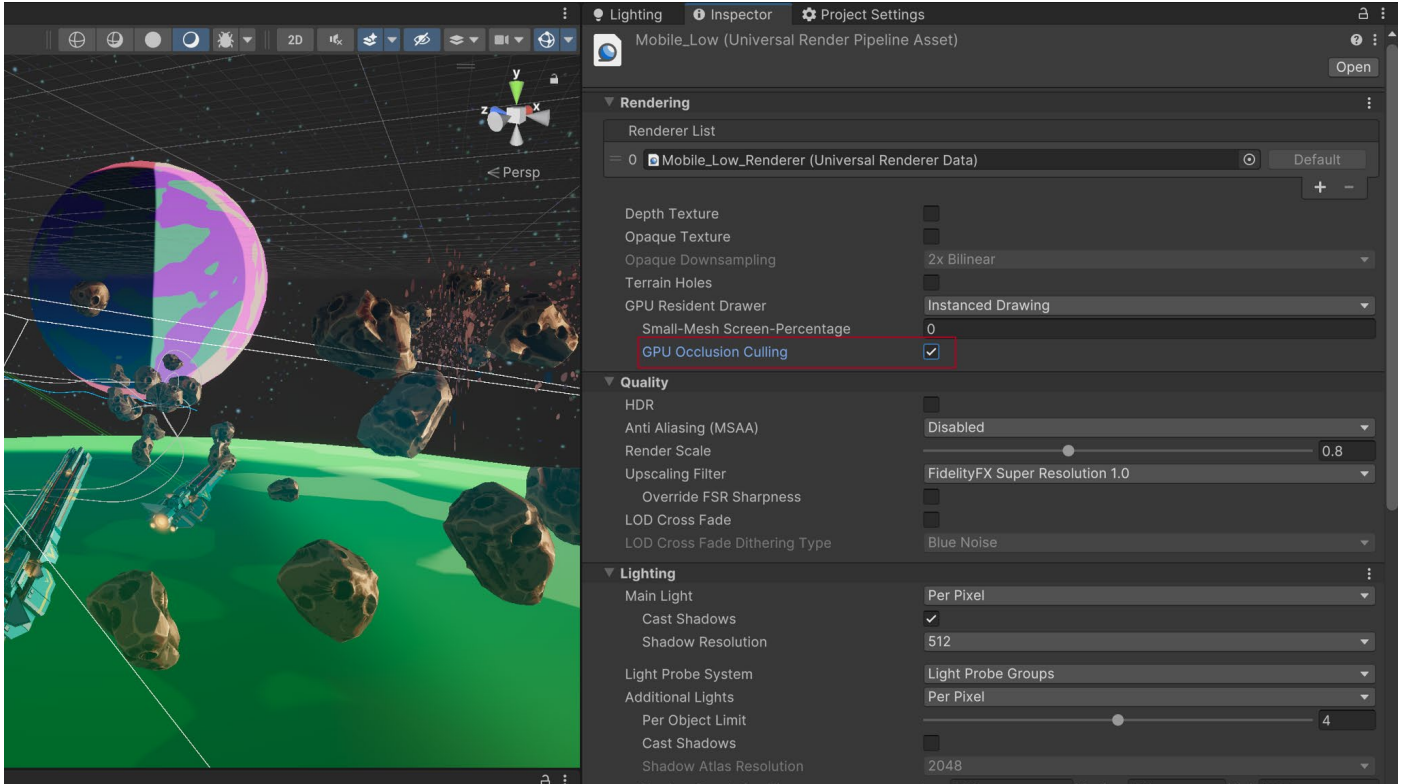 Lighting
Inspector
Project Settings
2D
y
z
x
Persp
Mobile_Low (Universal Render Pipeline Asset)
Open
Rendering
Renderer List
0 Mobile_Low_Renderer (Universal Renderer Data) Default
+ -
Depth Texture
Opaque Texture
Opaque Downsampling 2x Bilinear
Terrain Holes
GPU Resident Drawer Instanced Drawing
Small-Mesh Screen-Percentage 0
GPU Occlusion Culling
Quality
HDR
Anti Aliasing (MSAA) Disabled
Render Scale 0.8
Upscaling Filter FidelityFX Super Resolution 1.0
Override FSR Sharpness
LOD Cross Fade
LOD Cross Fade Dithering Type Blue Noise
Lighting
Main Light Per Pixel
Cast Shadows
Shadow Resolution 512
Light Probe System Light Probe Groups
Additional Lights Per Pixel
Per Object Limit 4
Cast Shadows
Shadow Atlas Resolution 2048